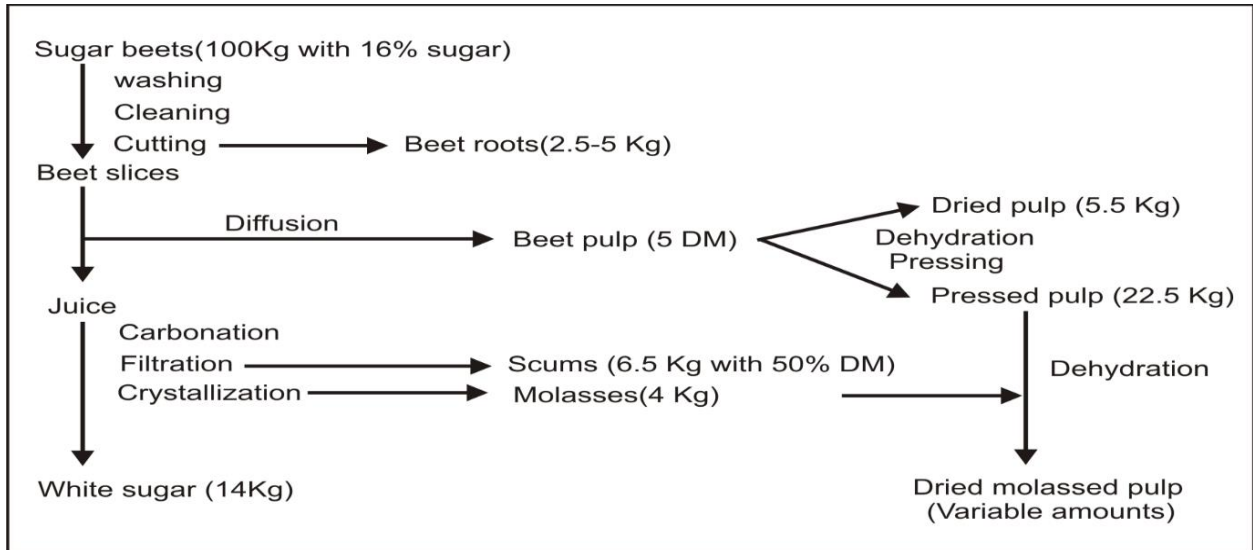 Sugar beets(100Kg with 16% sugar)
washing
Cleaning
Cutting
Beet roots(2.5-5 Kg)
Beet slices
Diffusion
Beet pulp (5 DM)
Dried pulp (5.5 Kg)
Dehydration
Pressing
Pressed pulp (22.5 Kg)
Juice
Carbonation
Filtration
Scums (6.5 Kg with 50% DM)
Crystallization
Molasses(4 Kg)
Dehydration
White sugar (14Kg)
Dried molassed pulp
(Variable amounts)